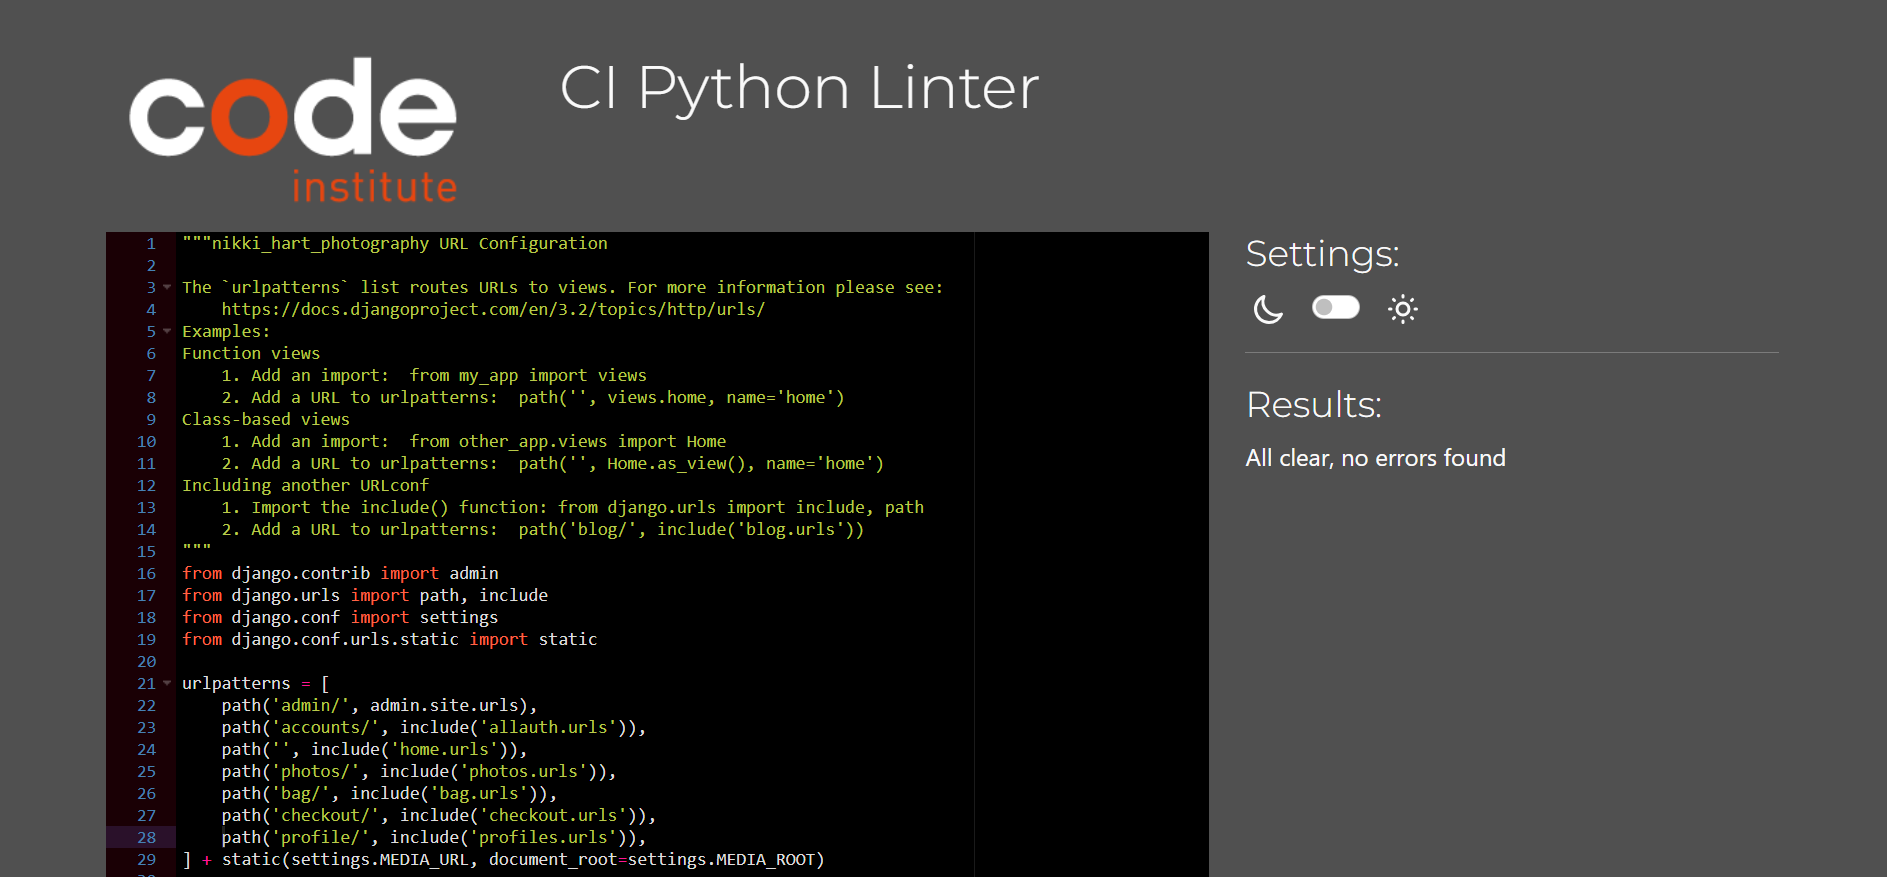 code
institute
CI Python Linter
1 """nikki_hart_photography URL Configuration
2
3 The `urlpatterns` list routes URLs to views. For more information please see:
4     https://docs.djangoproject.com/en/3.2/topics/http/urls/
5 Examples:
6 Function views
7     1. Add an import:  from my_app import views
8     2. Add a URL to urlpatterns:  path('', views.home, name='home')
9 Class-based views
10     1. Add an import:  from other_app.views import Home
11     2. Add a URL to urlpatterns:  path('', Home.as_view(), name='home')
12 Including another URLconf
13     1. Import the include() function: from django.urls import include, path
14     2. Add a URL to urlpatterns:  path('blog/', include('blog.urls'))
15 """
16 from django.contrib import admin
17 from django.urls import path, include
18 from django.conf import settings
19 from django.conf.urls.static import static
20
21 urlpatterns = [
22     path('admin/', admin.site.urls),
23     path('accounts/', include('allauth.urls')),
24     path('', include('home.urls')),
25     path('photos/', include('photos.urls')),
26     path('bag/', include('bag.urls')),
27     path('checkout/', include('checkout.urls')),
28     path('profile/', include('profiles.urls')),
29 ] + static(settings.MEDIA_URL, document_root=settings.MEDIA_ROOT)
Settings:
Results:
All clear, no errors found